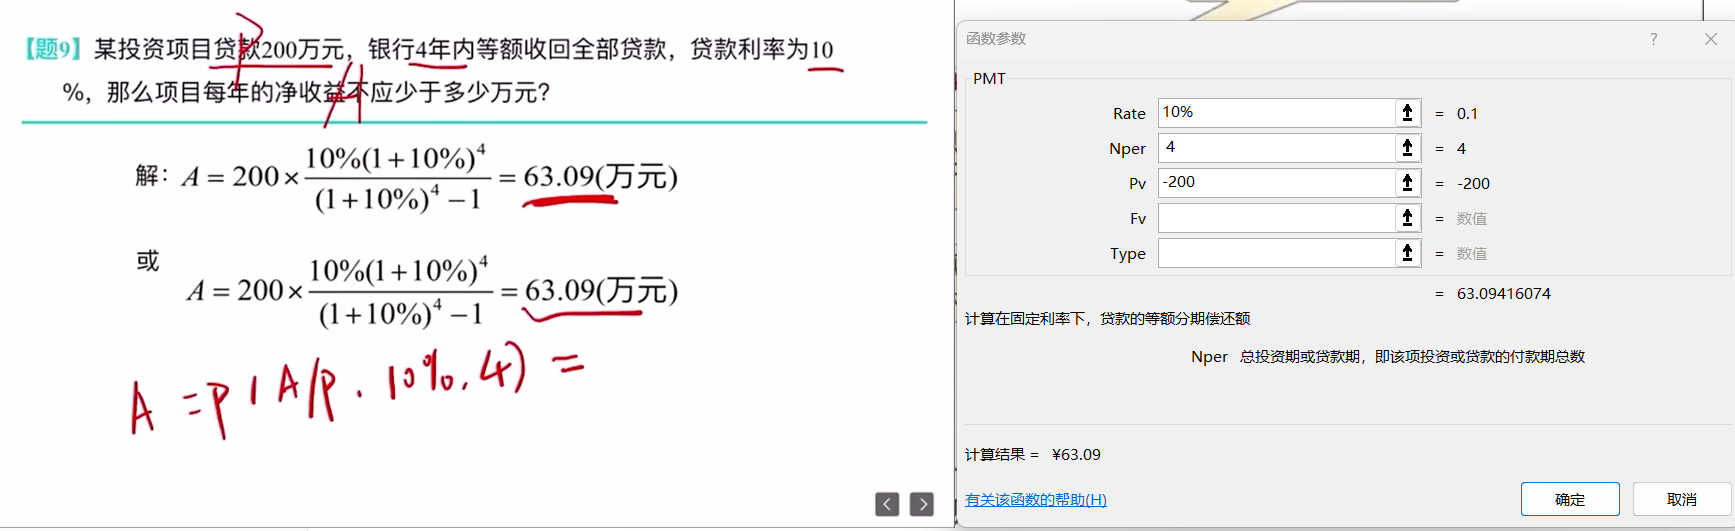 【题9】某投资项目贷款200万元，银行4年内等额收回全部贷款，贷款利率为10
%，那么项目每年的净收益不应少于多少万元？
P
A
解：A = 200 × 10%(1+10%)^4 / (1+10%)^4 − 1 = 63.09(万元)
或
A = 200 × 10%(1+10%)^4 / (1+10%)^4 − 1 = 63.09(万元)
A = P ( A/P . 10%. 4 ) =
函数参数 ?
PMT
Rate 10% = 0.1
Nper 4 = 4
Pv -200 = -200
Fv = 数值
Type = 数值
= 63.09416074
计算在固定利率下，贷款的等额分期偿还额
Nper 总投资期或贷款期，即该项投资或贷款的付款期总数
计算结果 = ¥63.09
有关该函数的帮助(H) 确定 取消